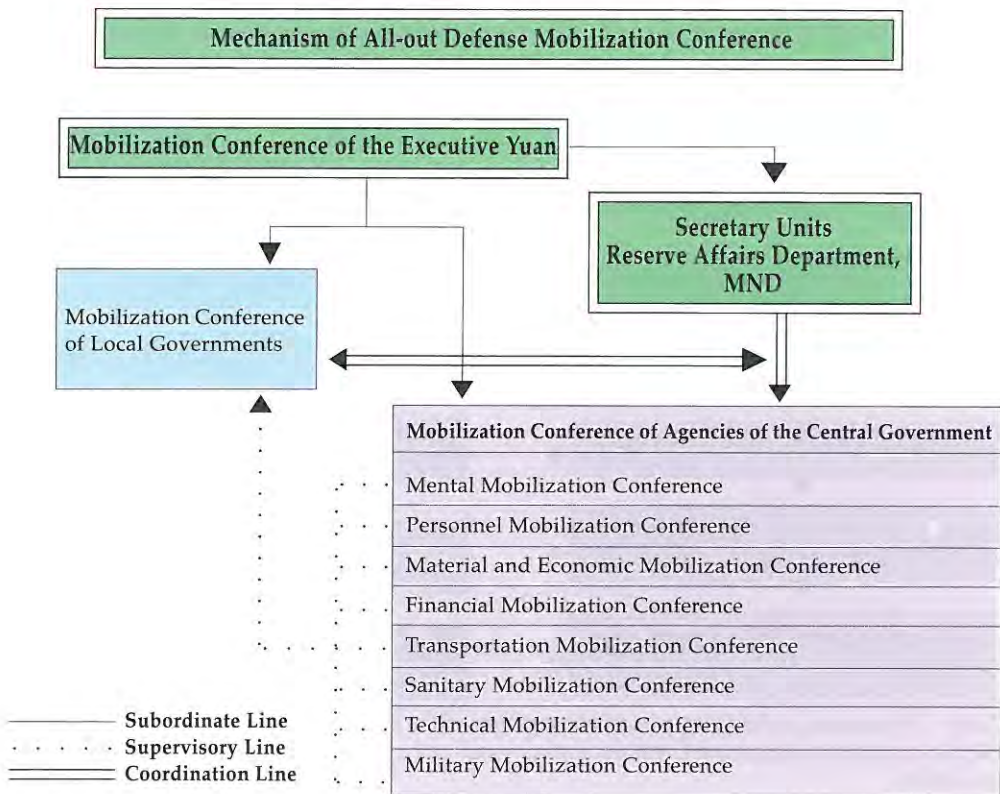 Mechanism of All-out Defense Mobilization Conference
Mobilization Conference of the Executive Yuan
Secretary Units
Reserve Affairs Department,
MND
Mobilization Conference
of Local Governments
Mobilization Conference of Agencies of the Central Government
Mental Mobilization Conference
Personnel Mobilization Conference
Material and Economic Mobilization Conference
Financial Mobilization Conference
Transportation Mobilization Conference
Sanitary Mobilization Conference
Technical Mobilization Conference
Military Mobilization Conference
Subordinate Line
Supervisory Line
Coordination Line